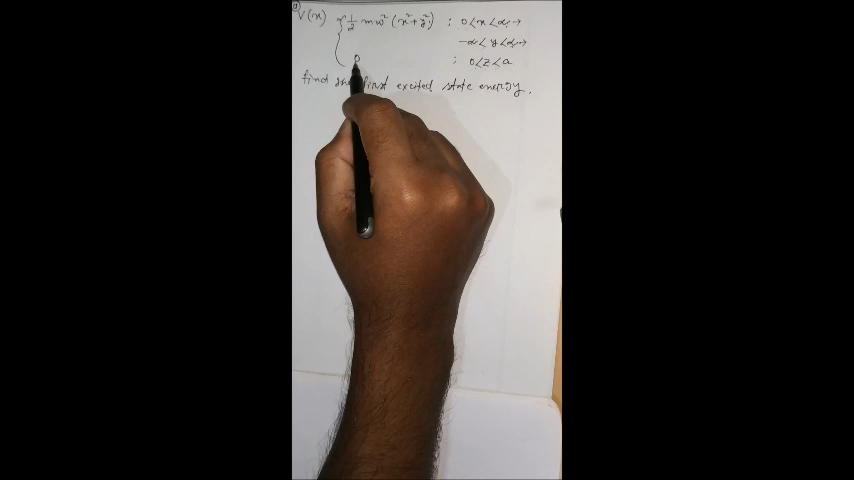 V(x) { 1/2 mω² (x²+y²) ; 0<x<∝→
-∝<y<∝→
0 ; 0<z<a
find the first excited state energy.